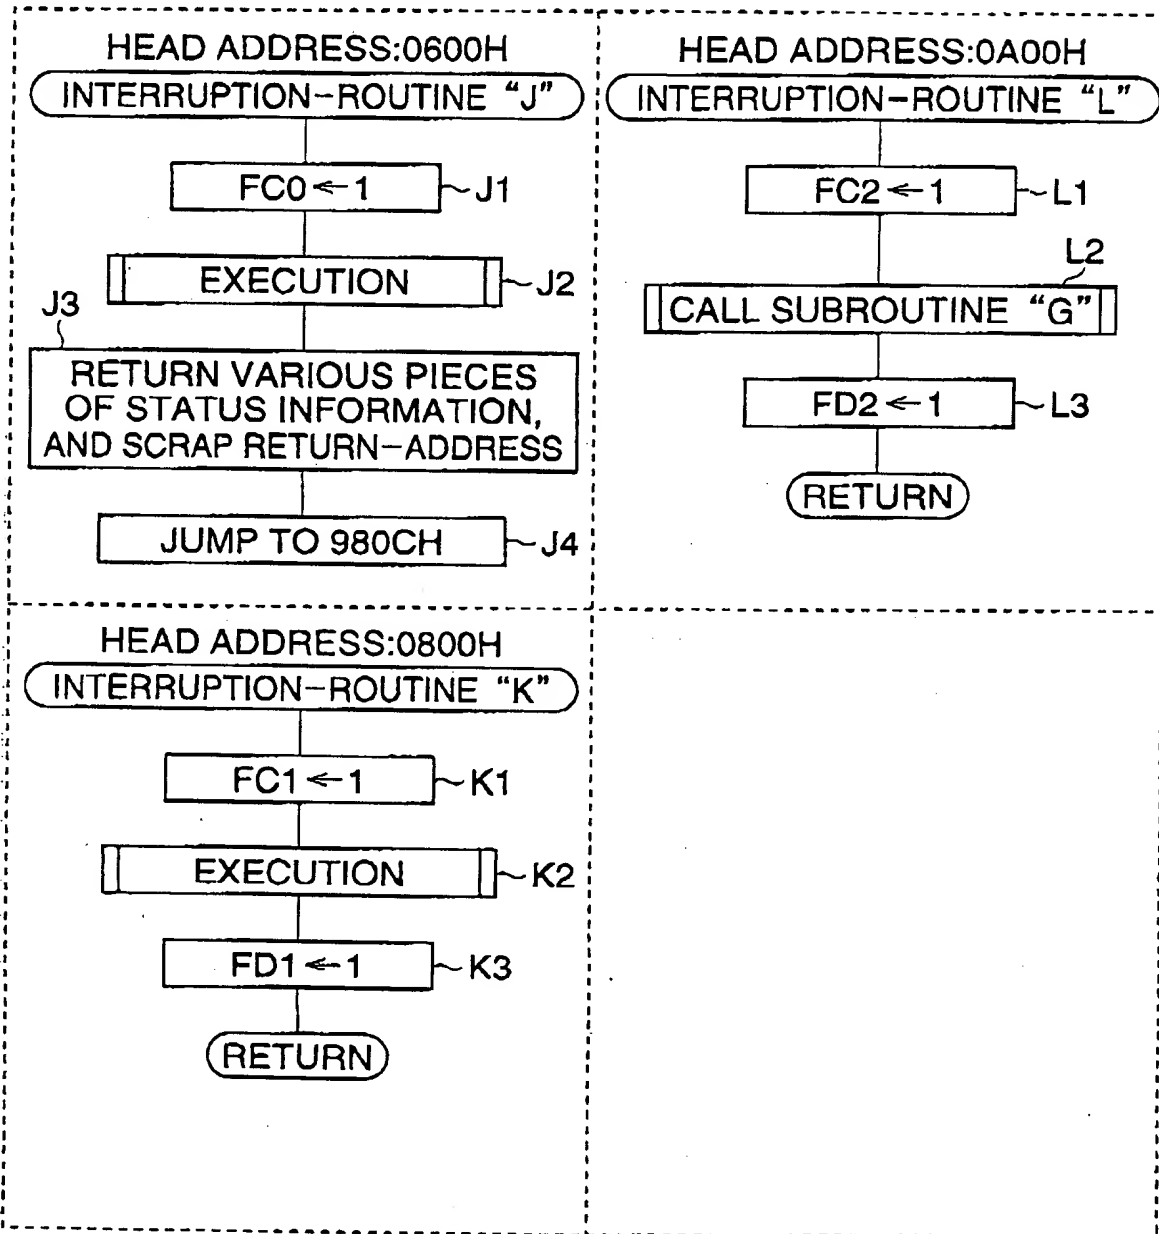 HEAD ADDRESS:0600H
INTERRUPTION-ROUTINE "J"
FC0←1
J1
EXECUTION
J2
J3
RETURN VARIOUS PIECES
OF STATUS INFORMATION,
AND SCRAP RETURN-ADDRESS
JUMP TO 980CH
J4
HEAD ADDRESS:0A00H
INTERRUPTION-ROUTINE "L"
FC2←1
L1
L2
CALL SUBROUTINE "G"
FD2←1
L3
RETURN
HEAD ADDRESS:0800H
INTERRUPTION-ROUTINE "K"
FC1←1
K1
EXECUTION
K2
FD1←1
K3
RETURN